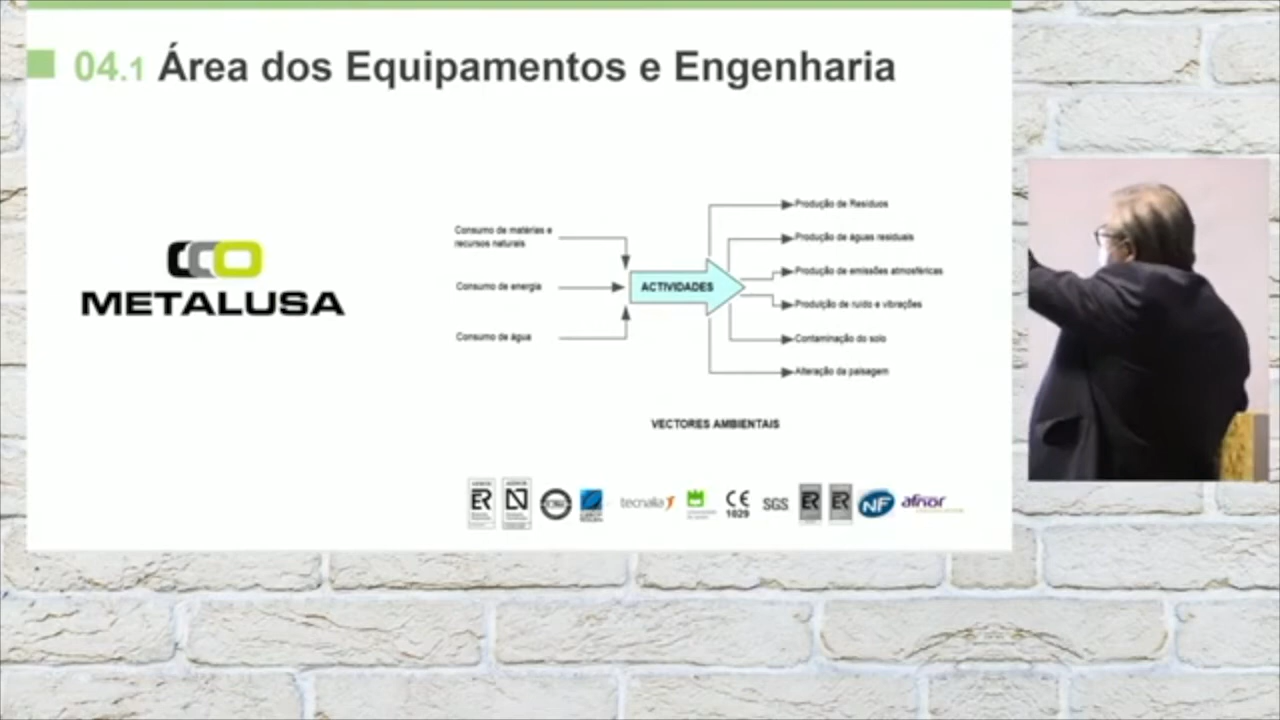 04.1 Área dos Equipamentos e Engenharia
METALUSA
Consumo de matérias e
recursos naturais
Consumo de energia
Consumo de água
ACTIVIDADES
Produção de Resíduos
Produção de águas residuais
Produção de emissões atmosféricas
Produição de ruido e vibrações
Contaminação do solo
Alteração da paisagem
VECTORES AMBIENTAIS
ER
N
tecnalia
CE
1029
SGS
ER
ER
NF
afnor